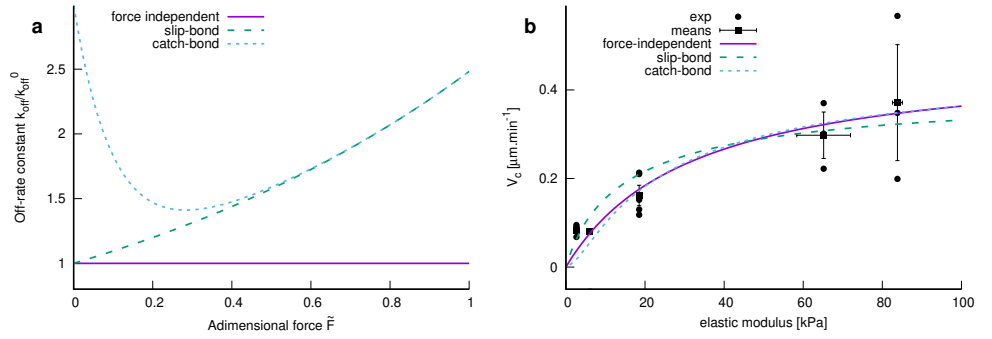 a
force independent
slip-bond
catch-bond
Off-rate constant k_off/k_off^0
2.5
2
1.5
1
0 0.2 0.4 0.6 0.8 1
Adimensional force F̃
b
exp
means
force-independent
slip-bond
catch-bond
V_c [µm.min^-1]
0.4
0.2
0
0 20 40 60 80 100
elastic modulus [kPa]